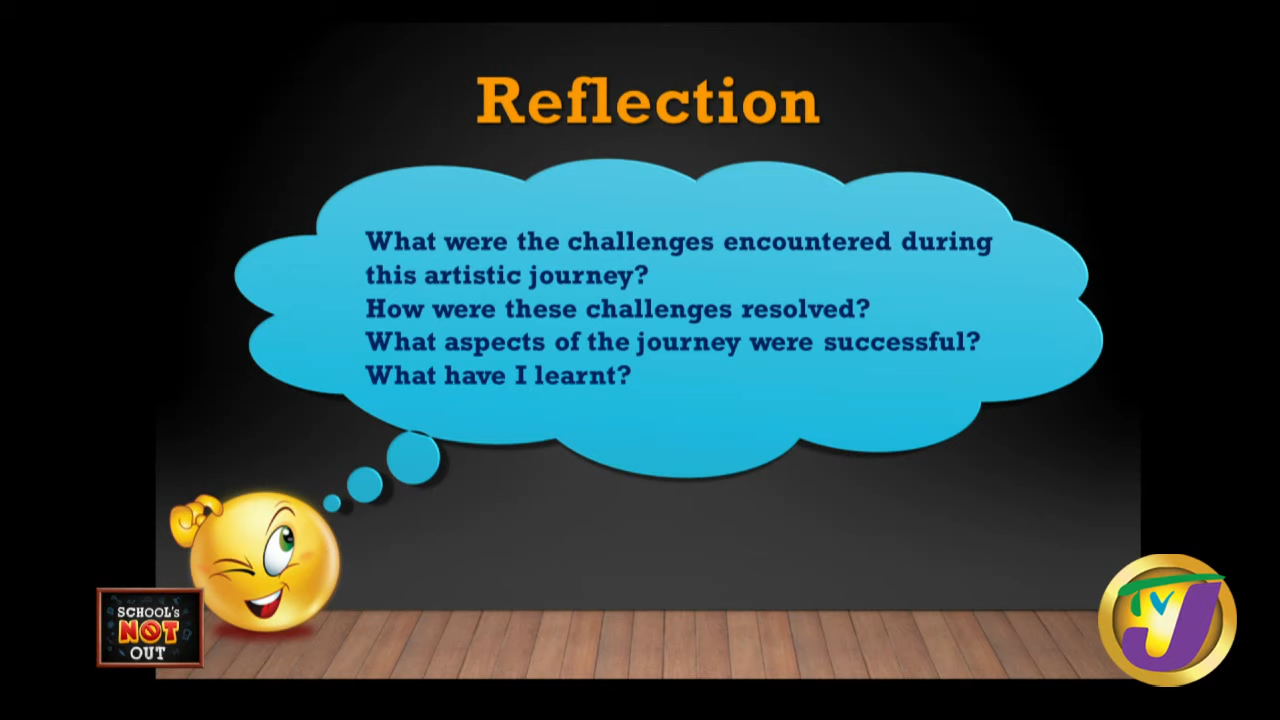 Reflection
What were the challenges encountered during
this artistic journey?
How were these challenges resolved?
What aspects of the journey were successful?
What have I learnt?
SCHOOL's
NOT
OUT
TVJ